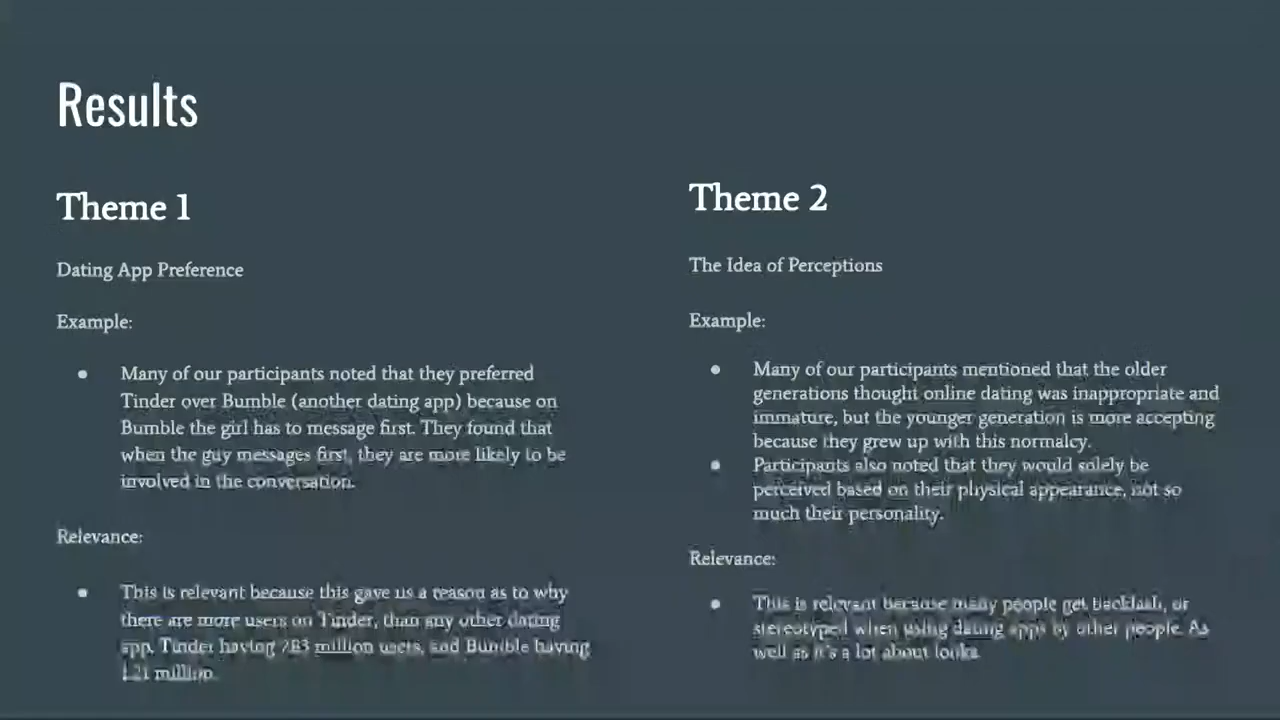 Results
Theme 1
Dating App Preference
Example:
● Many of our participants noted that they preferred
Tinder over Bumble (another dating app) because on
Bumble the girl has to message first. They found that
when the guy messages first, they are more likely to be
involved in the conversation.
Relevance:
● This is relevant because this gave us a reason as to why
there are more users on Tinder, than any other dating
app. Tinder having million users, and Bumble having
million.
Theme 2
The Idea of Perceptions
Example:
● Many of our participants mentioned that the older
generations thought online dating was inappropriate and
immature, but the younger generation is more accepting
because they grew up with this normalcy.
● Participants also noted that they would solely be
perceived based on their physical appearance, not so
much their personality.
Relevance:
● This is relevant because many people get backlash, or
stereotyped when using dating apps by other people. As
well as it's a lot about looks.